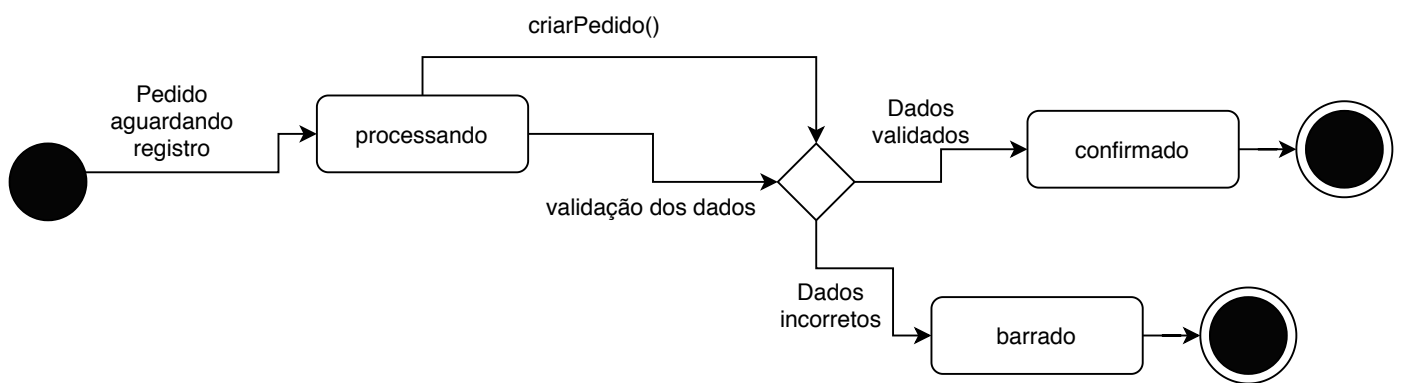 criarPedido()
Pedido
aguardando
registro
processando
validação dos dados
Dados
validados
confirmado
Dados
incorretos
barrado